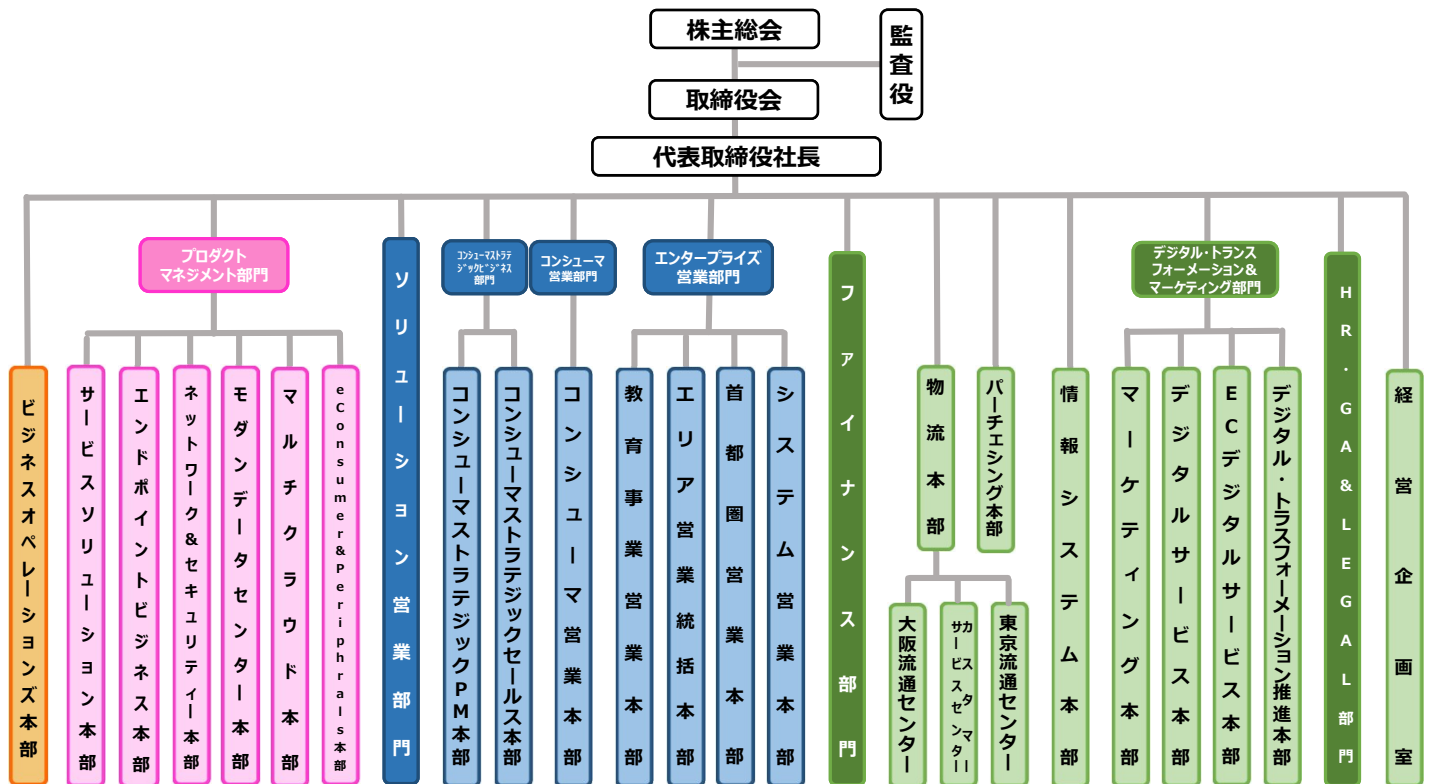 株主総会
監査役
取締役会
代表取締役社長
プロダクト
マネジメント部門
ソリューション営業部門
コンシューマストラテ
ジックビジネス
部門
コンシューマ
営業部門
エンタープライズ
営業部門
ファイナンス部門
デジタル・トランス
フォーメーション&
マーケティング部門
HR・GA&LEGAL部門
ビジネスオペレーションズ本部
サービスソリューション本部
エンドポイントビジネス本部
ネットワーク&セキュリティー本部
モダンデータセンター本部
マルチクラウド本部
eConsumer&Periphrals本部
コンシューマストラテジックPM本部
コンシューマストラテジックセールス本部
コンシューマ営業本部
教育事業営業本部
エリア営業統括本部
首都圏営業本部
システム営業本部
物流本部
パーチェシング本部
情報システム本部
マーケティング本部
デジタルサービス本部
ECデジタルサービス本部
デジタル・トラスフォーメーション推進本部
経営企画室
大阪流通センター
カスタマー
サービスセンター
東京流通センター